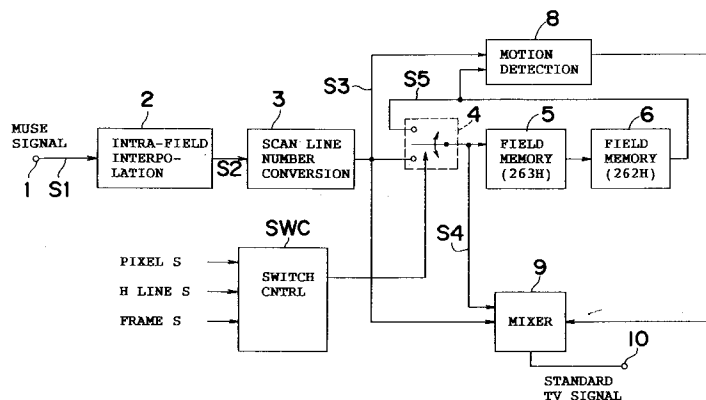 8
MOTION
DETECTION
S3
S5
2
3
4
5
6
MUSE
SIGNAL
INTRA-FIELD
INTERPO-
LATION
SCAN LINE
NUMBER
CONVERSION
FIELD
MEMORY
(263H)
FIELD
MEMORY
(262H)
1
S1
S2
SWC
S4
PIXEL S
H LINE S
FRAME S
SWITCH
CNTRL
9
MIXER
10
STANDARD
TV SIGNAL